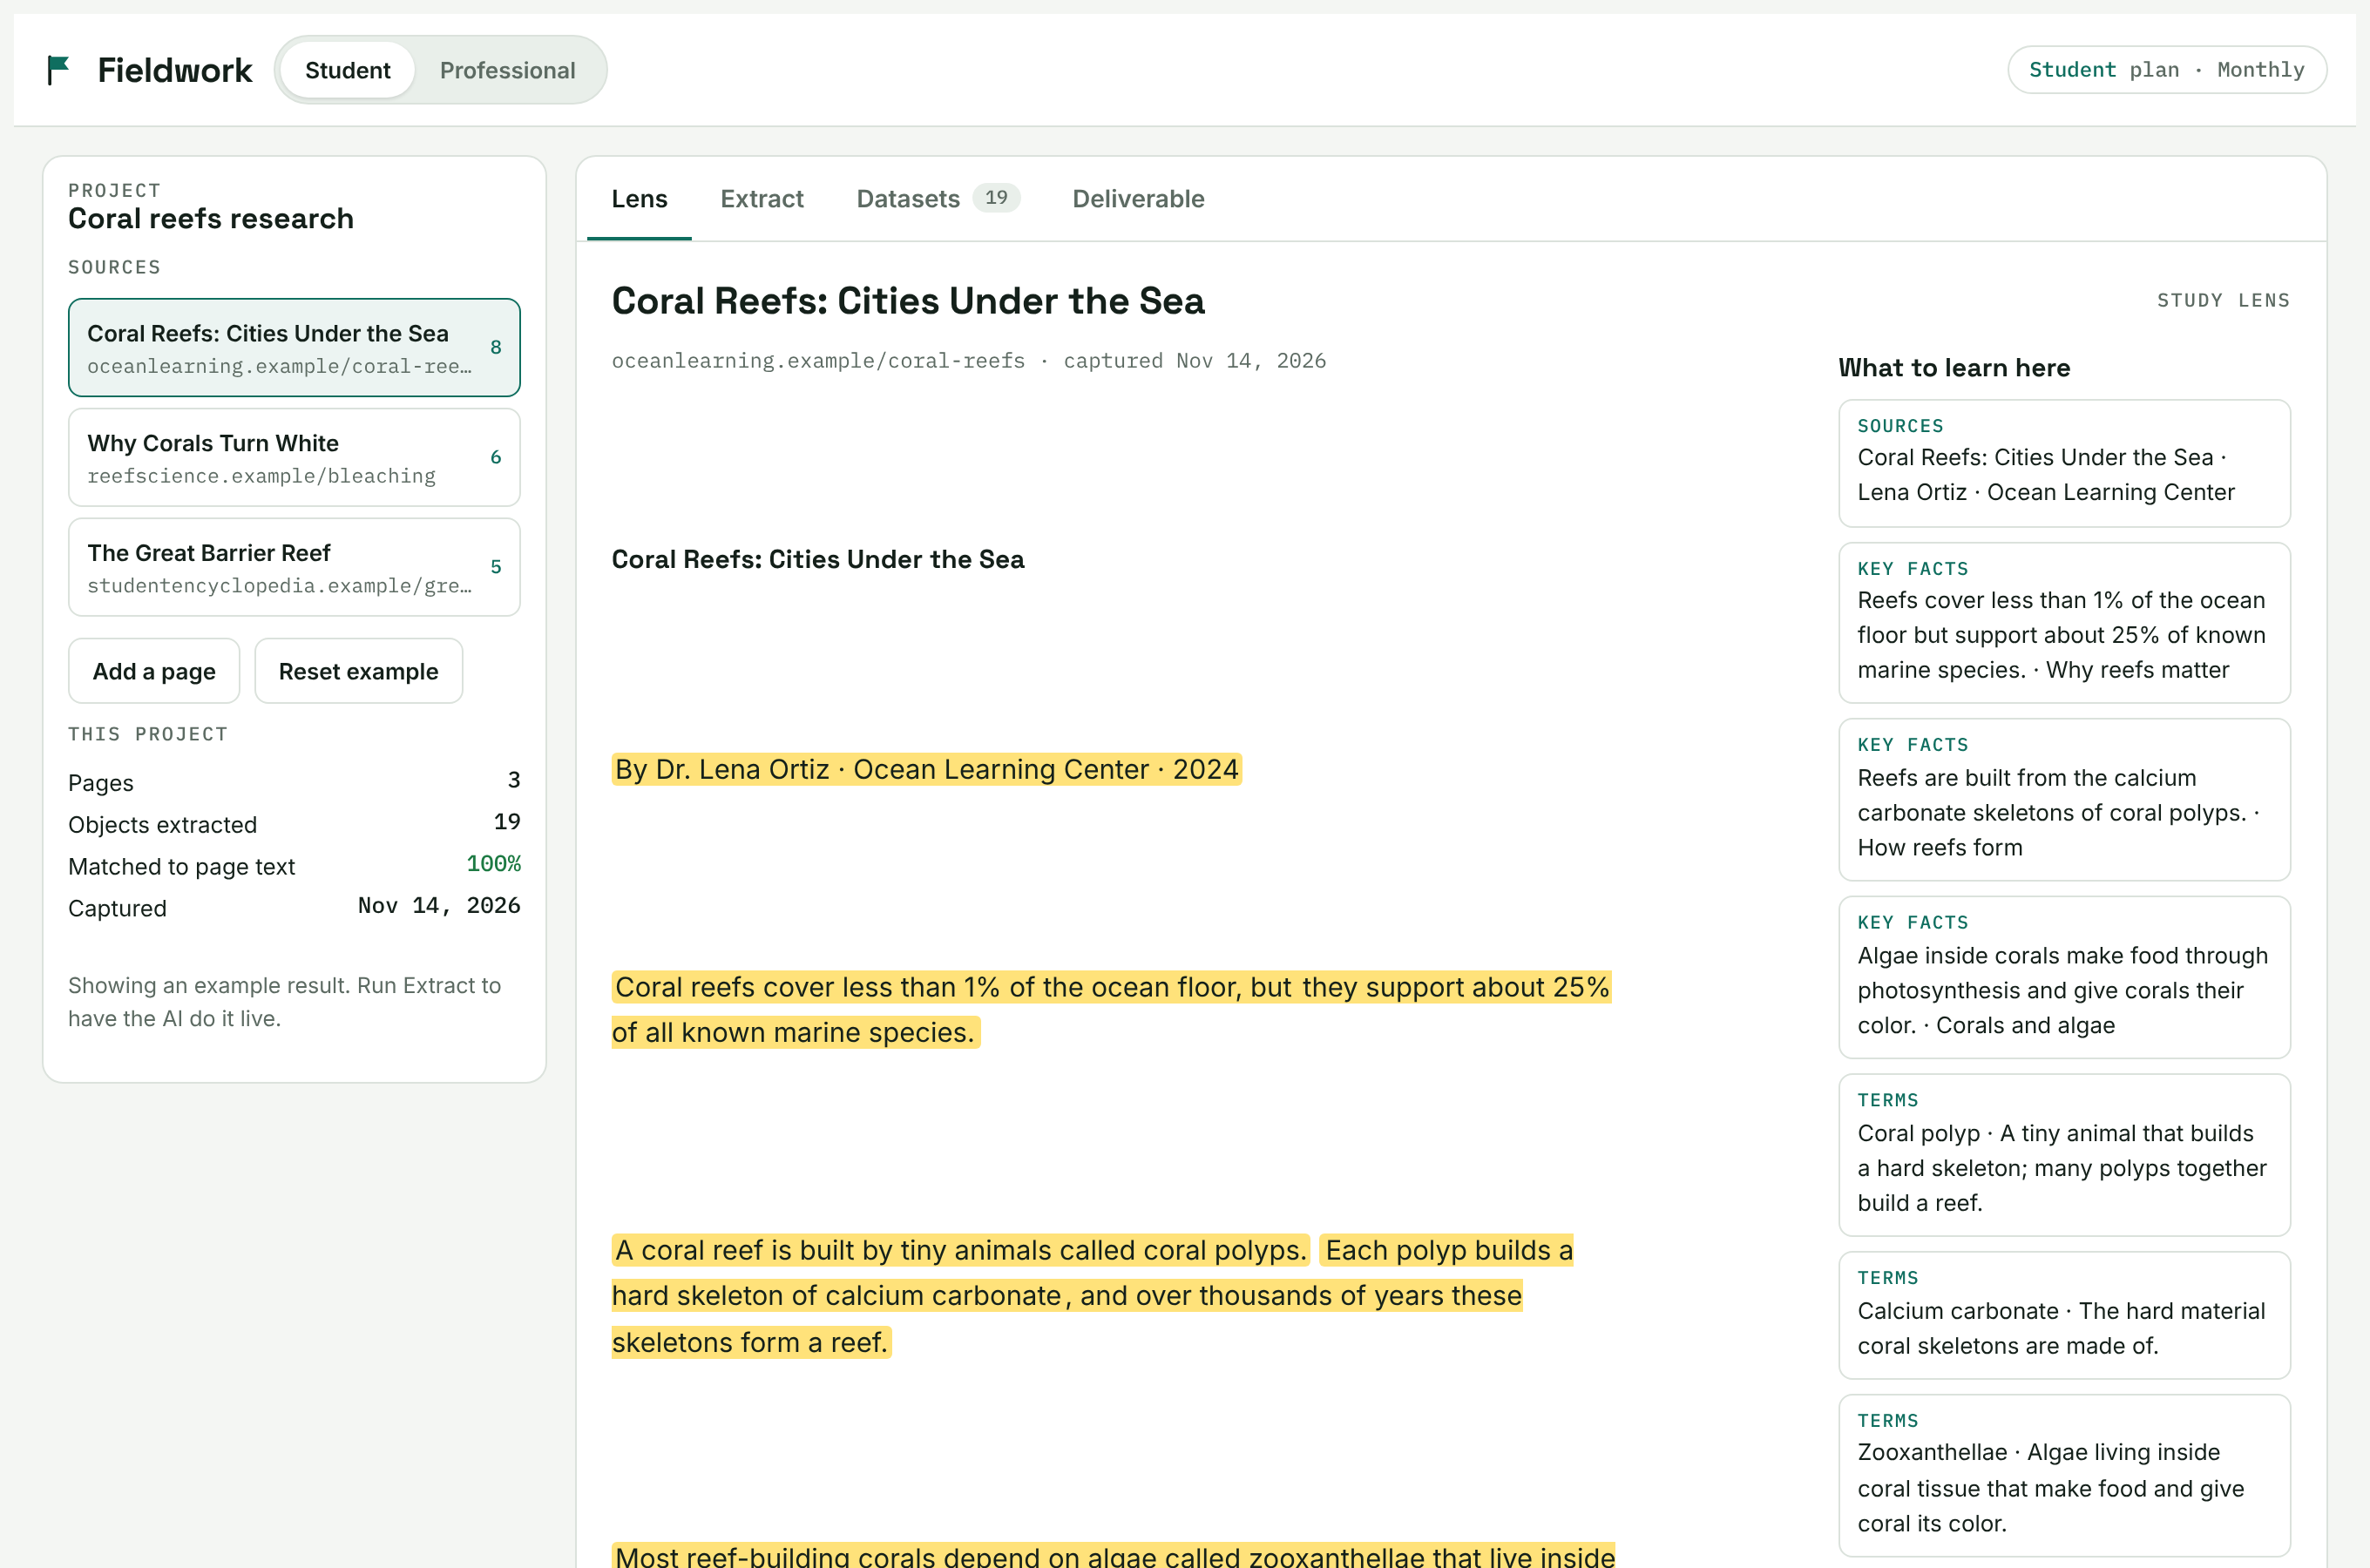 Fieldwork
Student
Professional
Student plan · Monthly
PROJECT
Coral reefs research
SOURCES
Coral Reefs: Cities Under the Sea
oceanlearning.example/coral-ree…
8
Why Corals Turn White
reefscience.example/bleaching
6
The Great Barrier Reef
studentencyclopedia.example/gre…
5
Add a page
Reset example
THIS PROJECT
Pages 3
Objects extracted 19
Matched to page text 100%
Captured Nov 14, 2026
Showing an example result. Run Extract to
have the AI do it live.
Lens
Extract
Datasets 19
Deliverable
Coral Reefs: Cities Under the Sea
STUDY LENS
oceanlearning.example/coral-reefs · captured Nov 14, 2026
Coral Reefs: Cities Under the Sea
By Dr. Lena Ortiz · Ocean Learning Center · 2024
Coral reefs cover less than 1% of the ocean floor, but they support about 25%
of all known marine species.
A coral reef is built by tiny animals called coral polyps. Each polyp builds a
hard skeleton of calcium carbonate, and over thousands of years these
skeletons form a reef.
Most reef-building corals depend on algae called zooxanthellae that live inside
What to learn here
SOURCES
Coral Reefs: Cities Under the Sea ·
Lena Ortiz · Ocean Learning Center
KEY FACTS
Reefs cover less than 1% of the ocean
floor but support about 25% of known
marine species. · Why reefs matter
KEY FACTS
Reefs are built from the calcium
carbonate skeletons of coral polyps. ·
How reefs form
KEY FACTS
Algae inside corals make food through
photosynthesis and give corals their
color. · Corals and algae
TERMS
Coral polyp · A tiny animal that builds
a hard skeleton; many polyps together
build a reef.
TERMS
Calcium carbonate · The hard material
coral skeletons are made of.
TERMS
Zooxanthellae · Algae living inside
coral tissue that make food and give
coral its color.